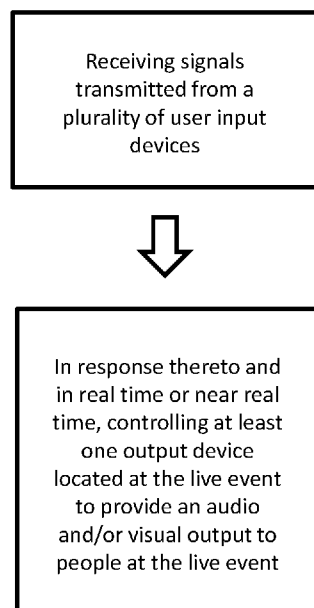 Receiving signals
transmitted from a
plurality of user input
devices
In response thereto and
in real time or near real
time, controlling at least
one output device
located at the live event
to provide an audio
and/or visual output to
people at the live event